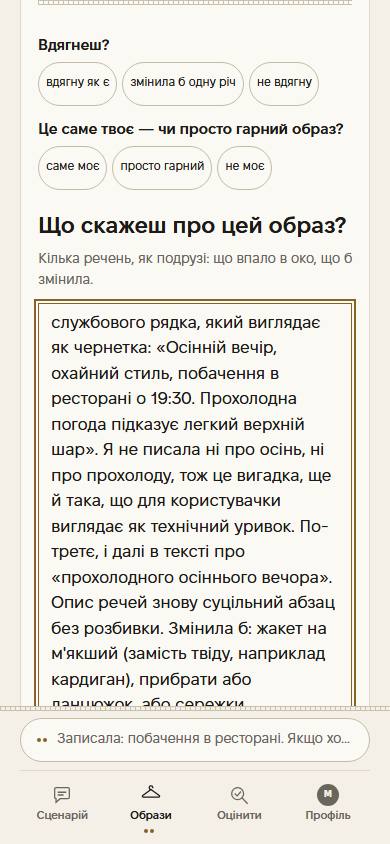 Вдягнеш?
вдягну як є
змінила б одну річ
не вдягну
Це саме твоє — чи просто гарний образ?
саме моє
просто гарний
не моє
Що скажеш про цей образ?
Кілька речень, як подрузі: що впало в око, що б
змінила.
службового рядка, який виглядає
як чернетка: «Осінній вечір,
охайний стиль, побачення в
ресторані о 19:30. Прохолодна
погода підказує легкий верхній
шар». Я не писала ні про осінь, ні
про прохолоду, тож це вигадка, ще
й така, що для користувачки
виглядає як технічний уривок. По-
третє, і далі в тексті про
«прохолодного осіннього вечора».
Опис речей знову суцільний абзац
без розбивки. Змінила б: жакет на
м'якший (замість твіду, наприклад
кардиган), прибрати або
ланцюжок, або сережки
Записала: побачення в ресторані. Якщо хо...
Сценарій
Образи
Оцінити
М
Профіль